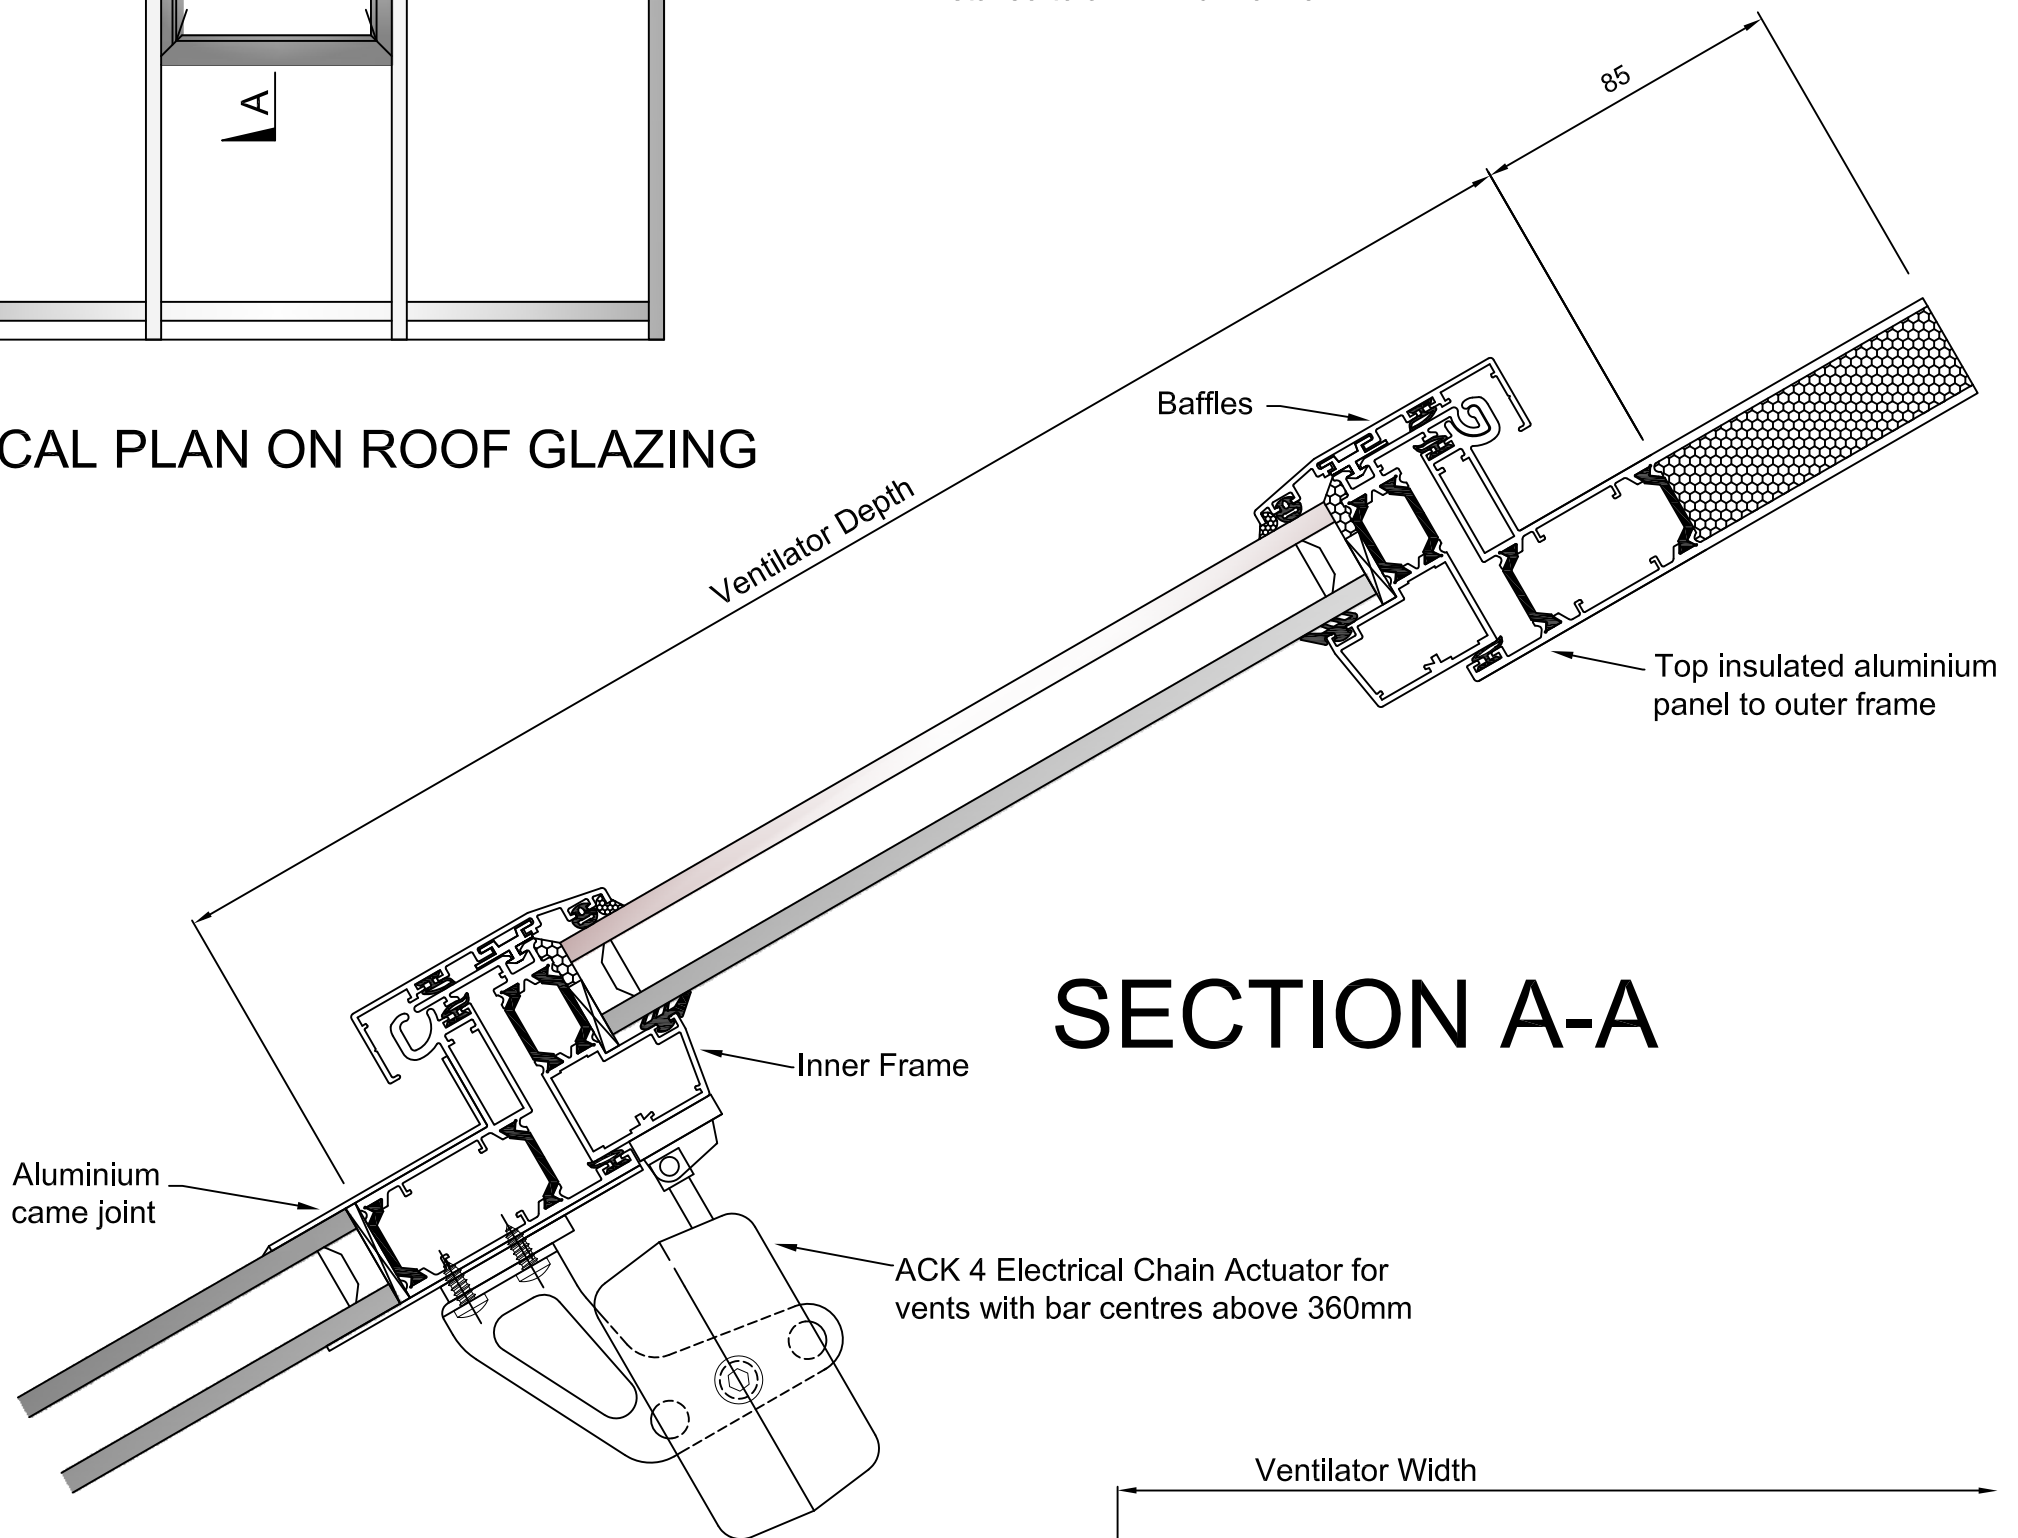 A
85
CAL PLAN ON ROOF GLAZING
Baffles
Ventilator Depth
Top insulated aluminium
panel to outer frame
SECTION A-A
Inner Frame
Aluminium
came joint
ACK 4 Electrical Chain Actuator for
vents with bar centres above 360mm
Ventilator Width